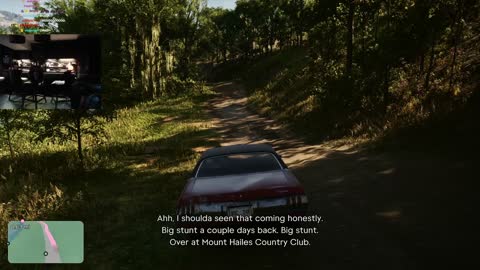 Ahh, I shoulda seen that coming honestly.
Big stunt a couple days back. Big stunt.
Over at Mount Hailes Country Club.